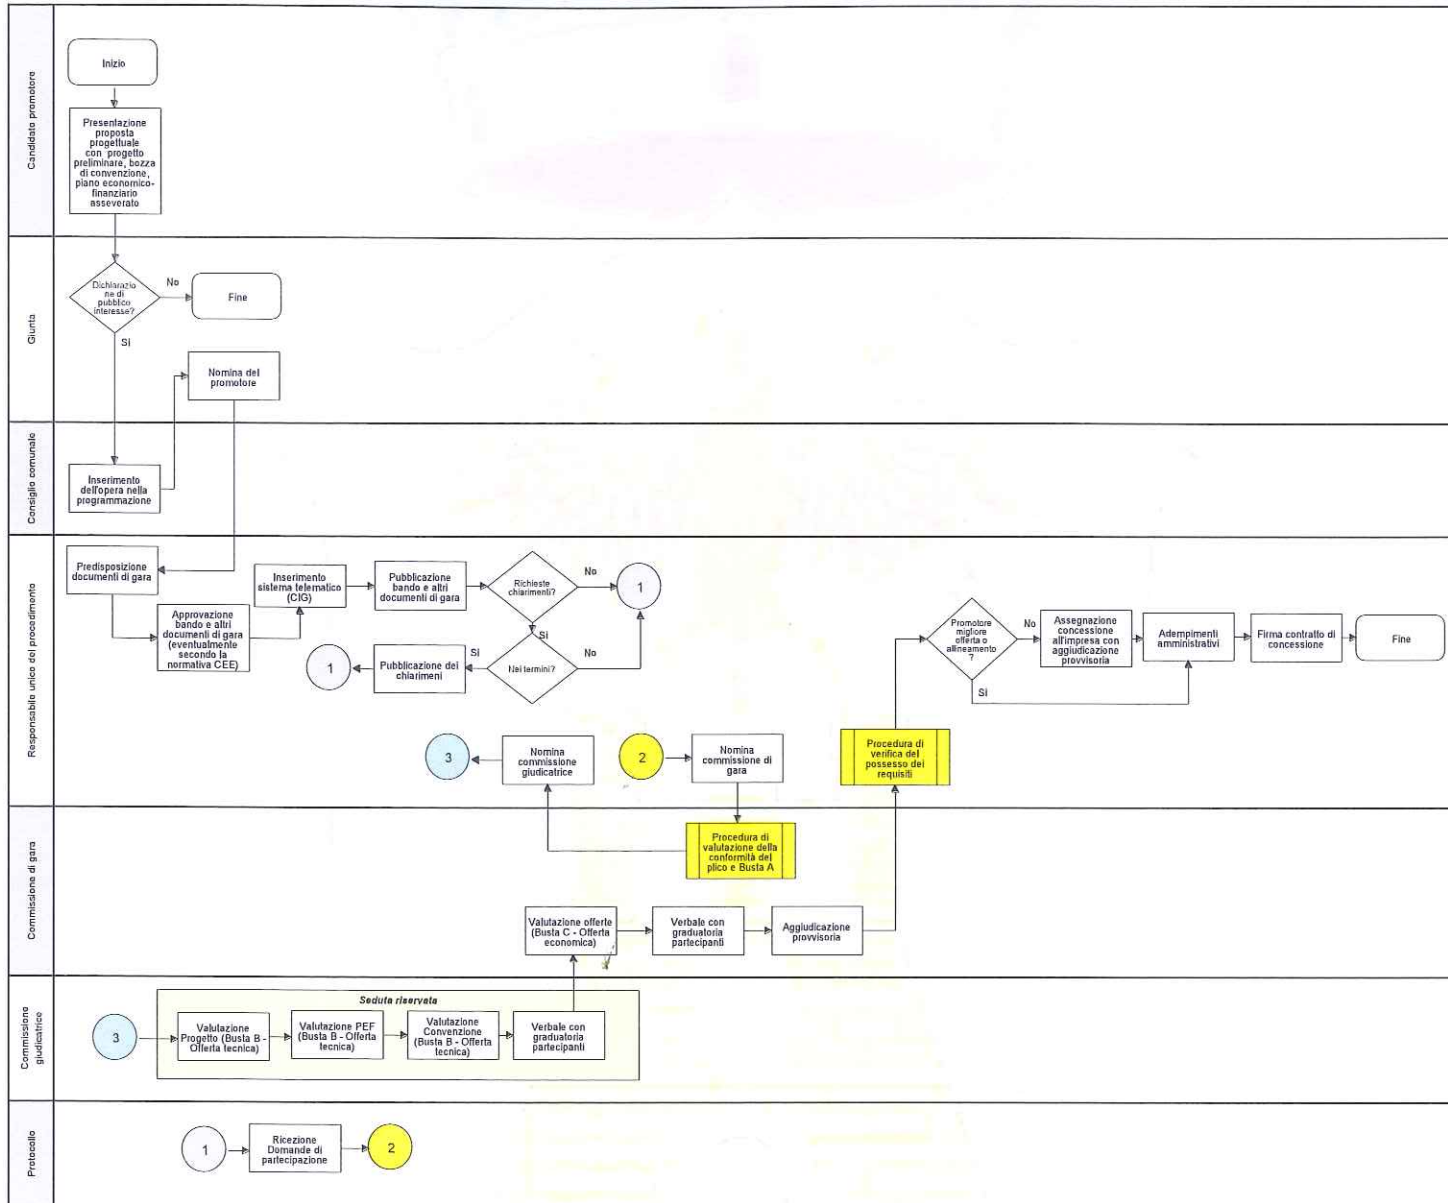 Candidato promotore
Inizio
Presentazione
proposta
progettuale
con progetto
preliminare, bozza
di convenzione,
piano economico-
finanziario
asseverato
Giunta
Dichiarazio
ne di
pubblico
interesse?
No
Fine
Si
Nomina del
promotore
Consiglio comunale
Inserimento
dell'opera nella
programmazione
Responsabile unico del procedimento
Predisposizione
documenti di gara
Approvazione
bando e altri
documenti di gara
(eventualmente
secondo la
normativa CEE)
Inserimento
sistema telematico
(CIG)
Pubblicazione
bando e altri
documenti di gara
Richieste
chiarimenti?
No
1
Si
Nei termini?
No
Si
Pubblicazione dei
chiarimeni
1
Promotore
migliore
offerta o
allineamento
?
No
Si
Assegnazione
concessione
all'impresa con
aggiudicazione
provvisoria
Adempimenti
amministrativi
Firma contratto di
concessione
Fine
3
Nomina
commissione
giudicatrice
2
Nomina
commissione di
gara
Procedura di
verifica del
possesso dei
requisiti
Commissione di gara
Procedura di
valutazione della
conformità del
plico e Busta A
Valutazione offerte
(Busta C - Offerta
economica)
Verbale con
graduatoria
partecipanti
Aggiudicazione
provvisoria
Commissione
giudicatrice
Seduta riservata
3
Valutazione
Progetto (Busta B -
Offerta tecnica)
Valutazione PEF
(Busta B - Offerta
tecnica)
Valutazione
Convenzione
(Busta B - Offerta
tecnica)
Verbale con
graduatoria
partecipanti
Protocollo
1
Ricezione
Domande di
partecipazione
2